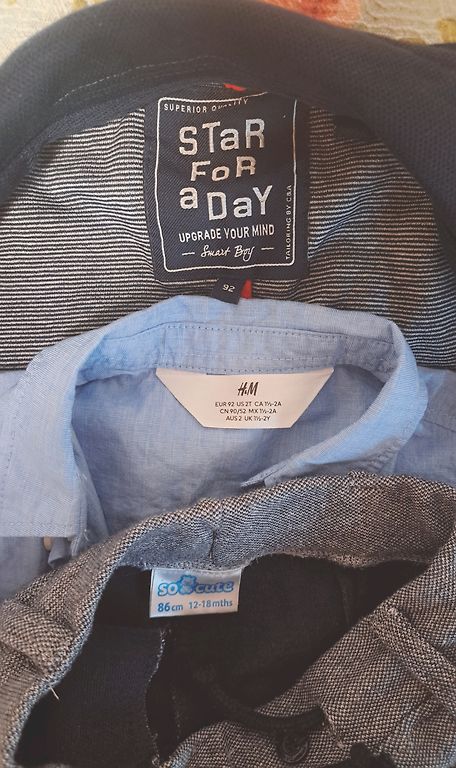 SUPERIOR QUALITY
STaR
FoR
a DaY
UPGRADE YOUR MIND
— Smart Boy —
TAILORING BY C&A
92
H&M
EUR 92 US 2T CA 1½-2A
CN 90/52 MX 1½-2A
AUS 2 UK 1½-2Y
so cute
86cm 12-18 mths